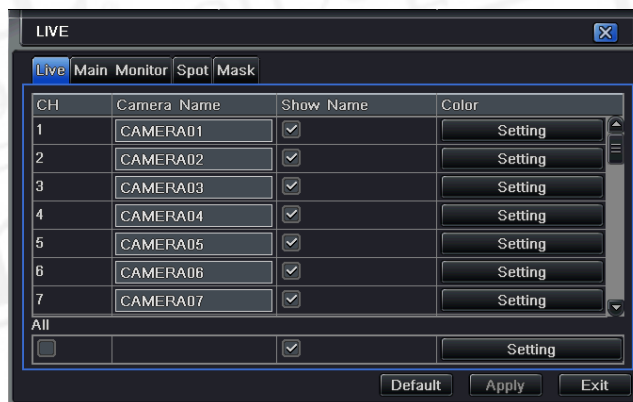 LIVE
Live Main Monitor Spot Mask
CH Camera Name Show Name Color
1 CAMERA01 Setting
2 CAMERA02 Setting
3 CAMERA03 Setting
4 CAMERA04 Setting
5 CAMERA05 Setting
6 CAMERA06 Setting
7 CAMERA07 Setting
All
Setting
Default Apply Exit